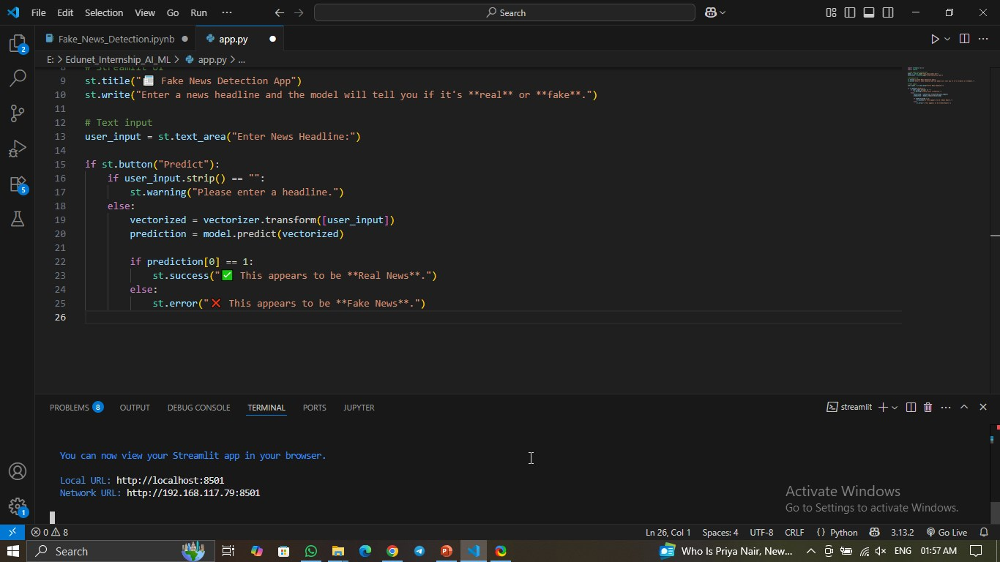 File Edit Selection View Go Run ··· Search
Fake_News_Detection.ipynb app.py
E: > Edunet_Internship_AI_ML > app.py > ...
8 # Streamlit UI
9 st.title("📰 Fake News Detection App")
10 st.write("Enter a news headline and the model will tell you if it's **real** or **fake**.")
11
12 # Text input
13 user_input = st.text_area("Enter News Headline:")
14
15 if st.button("Predict"):
16 if user_input.strip() == "":
17 st.warning("Please enter a headline.")
18 else:
19 vectorized = vectorizer.transform([user_input])
20 prediction = model.predict(vectorized)
21
22 if prediction[0] == 1:
23 st.success("✅ This appears to be **Real News**.")
24 else:
25 st.error("❌ This appears to be **Fake News**.")
26
2
5
1
PROBLEMS 8 OUTPUT DEBUG CONSOLE TERMINAL PORTS JUPYTER streamlit
You can now view your Streamlit app in your browser.
Local URL: http://localhost:8501
Network URL: http://192.168.117.79:8501
Activate Windows
Go to Settings to activate Windows.
0 8 Ln 26, Col 1 Spaces: 4 UTF-8 CRLF {} Python 3.13.2 Go Live
Search Who Is Priya Nair, New... ENG 01:57 AM